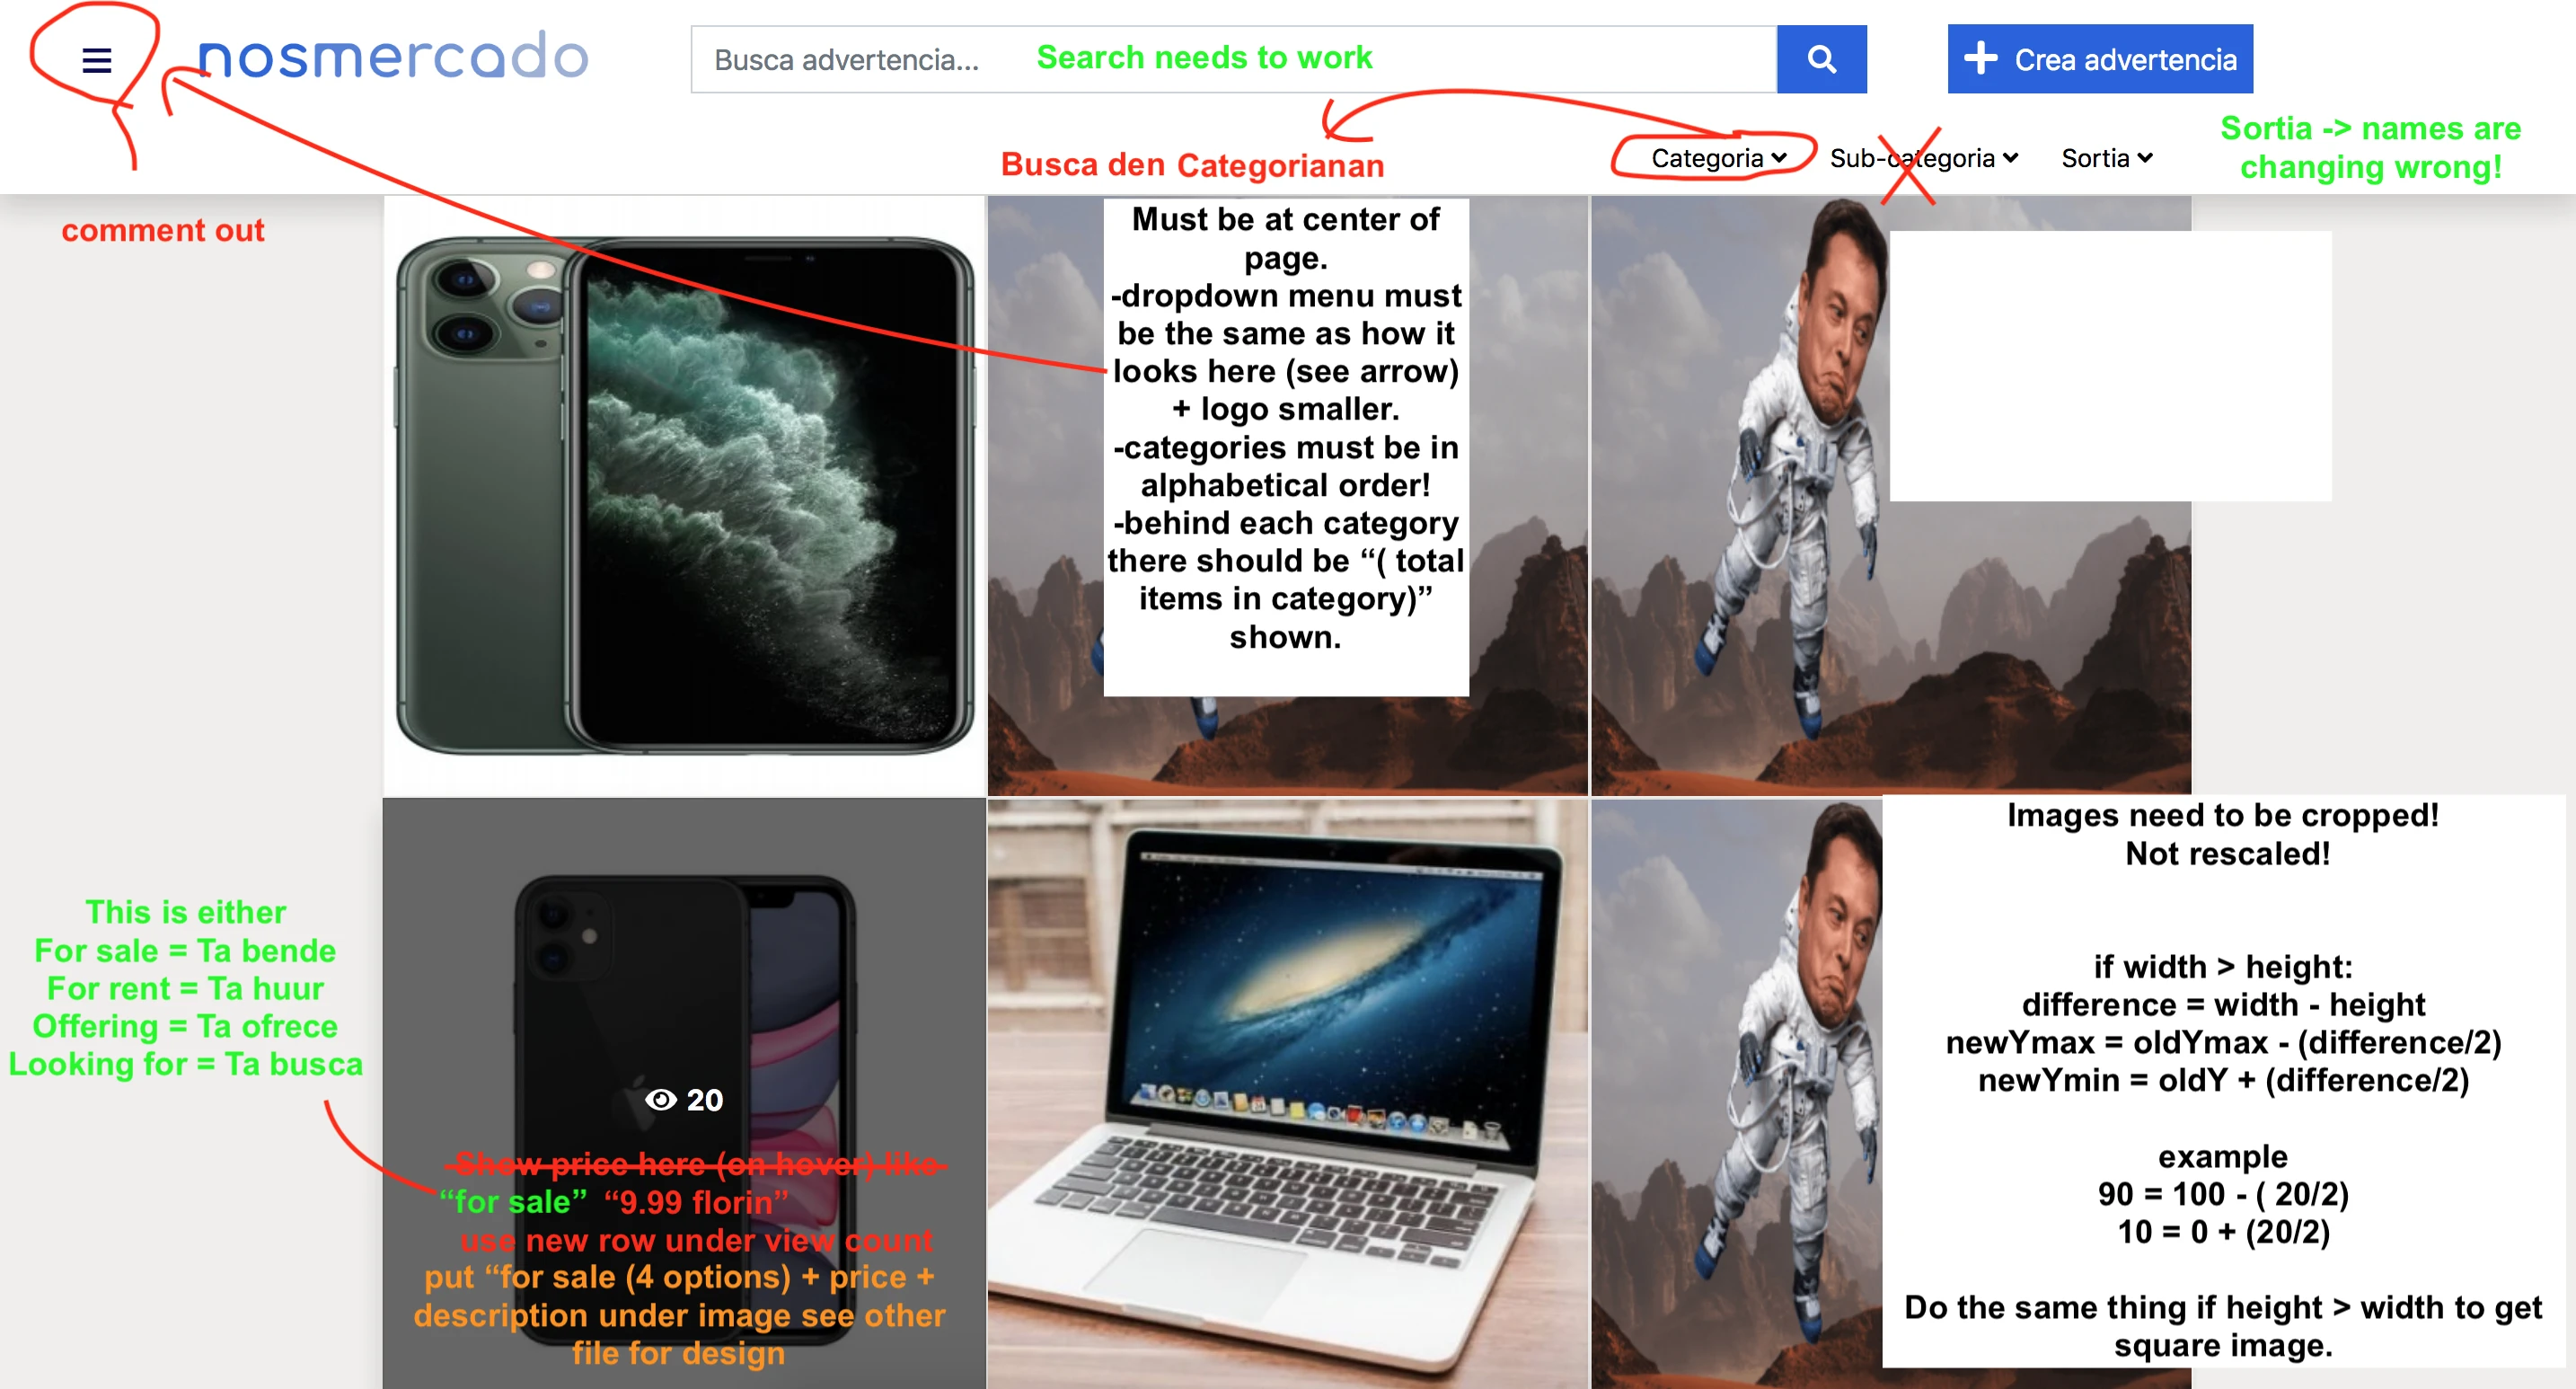 nosmercado
Busca advertencia...
Search needs to work
Crea advertencia
Busca den Categorianan
Categoria
Sub-categoria
Sortia
Sortia -> names are
changing wrong!
comment out
Must be at center of
page.
-dropdown menu must
be the same as how it
looks here (see arrow)
+ logo smaller.
-categories must be in
alphabetical order!
-behind each category
there should be “( total
items in category)”
shown.
This is either
For sale = Ta bende
For rent = Ta huur
Offering = Ta ofrece
Looking for = Ta busca
20
Show price here (on hover) like
“for sale” “9.99 florin”
use new row under view count
put “for sale (4 options) + price +
description under image see other
file for design
Images need to be cropped!
Not rescaled!
if width > height:
difference = width - height
newYmax = oldYmax - (difference/2)
newYmin = oldY + (difference/2)
example
90 = 100 - ( 20/2)
10 = 0 + (20/2)
Do the same thing if height > width to get
square image.